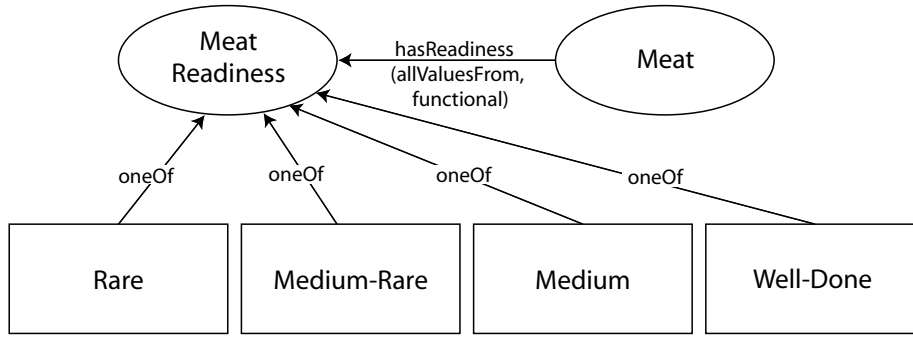 Meat
Readiness
hasReadiness
(allValuesFrom,
functional)
Meat
oneOf
oneOf
oneOf
oneOf
Rare
Medium-Rare
Medium
Well-Done